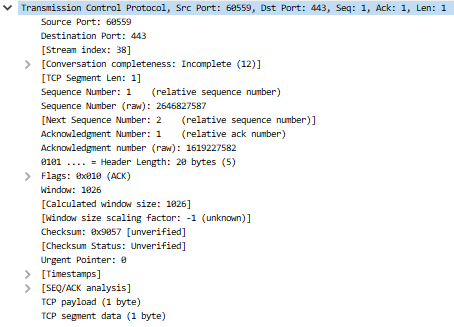 Transmission Control Protocol, Src Port: 60559, Dst Port: 443, Seq: 1, Ack: 1, Len: 1
Source Port: 60559
Destination Port: 443
[Stream index: 38]
[Conversation completeness: Incomplete (12)]
[TCP Segment Len: 1]
Sequence Number: 1    (relative sequence number)
Sequence Number (raw): 2646827587
[Next Sequence Number: 2    (relative sequence number)]
Acknowledgment Number: 1    (relative ack number)
Acknowledgment number (raw): 1619227582
0101 .... = Header Length: 20 bytes (5)
Flags: 0x010 (ACK)
Window: 1026
[Calculated window size: 1026]
[Window size scaling factor: -1 (unknown)]
Checksum: 0x9057 [unverified]
[Checksum Status: Unverified]
Urgent Pointer: 0
[Timestamps]
[SEQ/ACK analysis]
TCP payload (1 byte)
TCP segment data (1 byte)